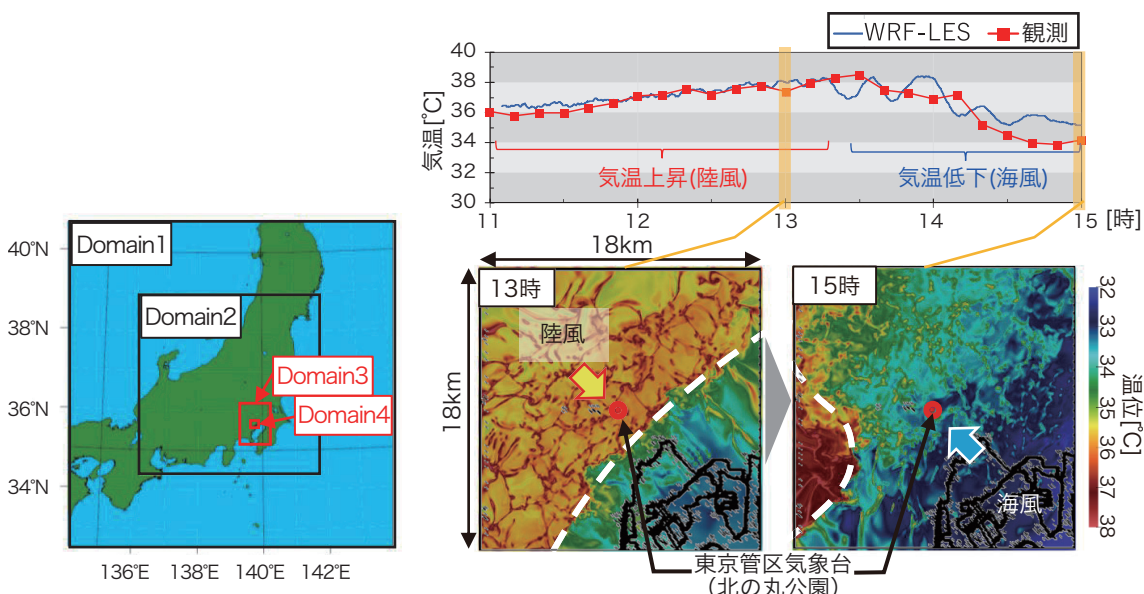 WRF-LES 観測
気温[℃]
40
38
36
34
32
30
気温上昇(陸風)
気温低下(海風)
11
12
13
14
15
[時]
Domain1
Domain2
Domain3
Domain4
40°N
38°N
36°N
34°N
136°E
138°E
140°E
142°E
18km
18km
13時
陸風
15時
海風
東京管区気象台
（北の丸公園）
32
33
34
35
36
37
38
温位[℃]